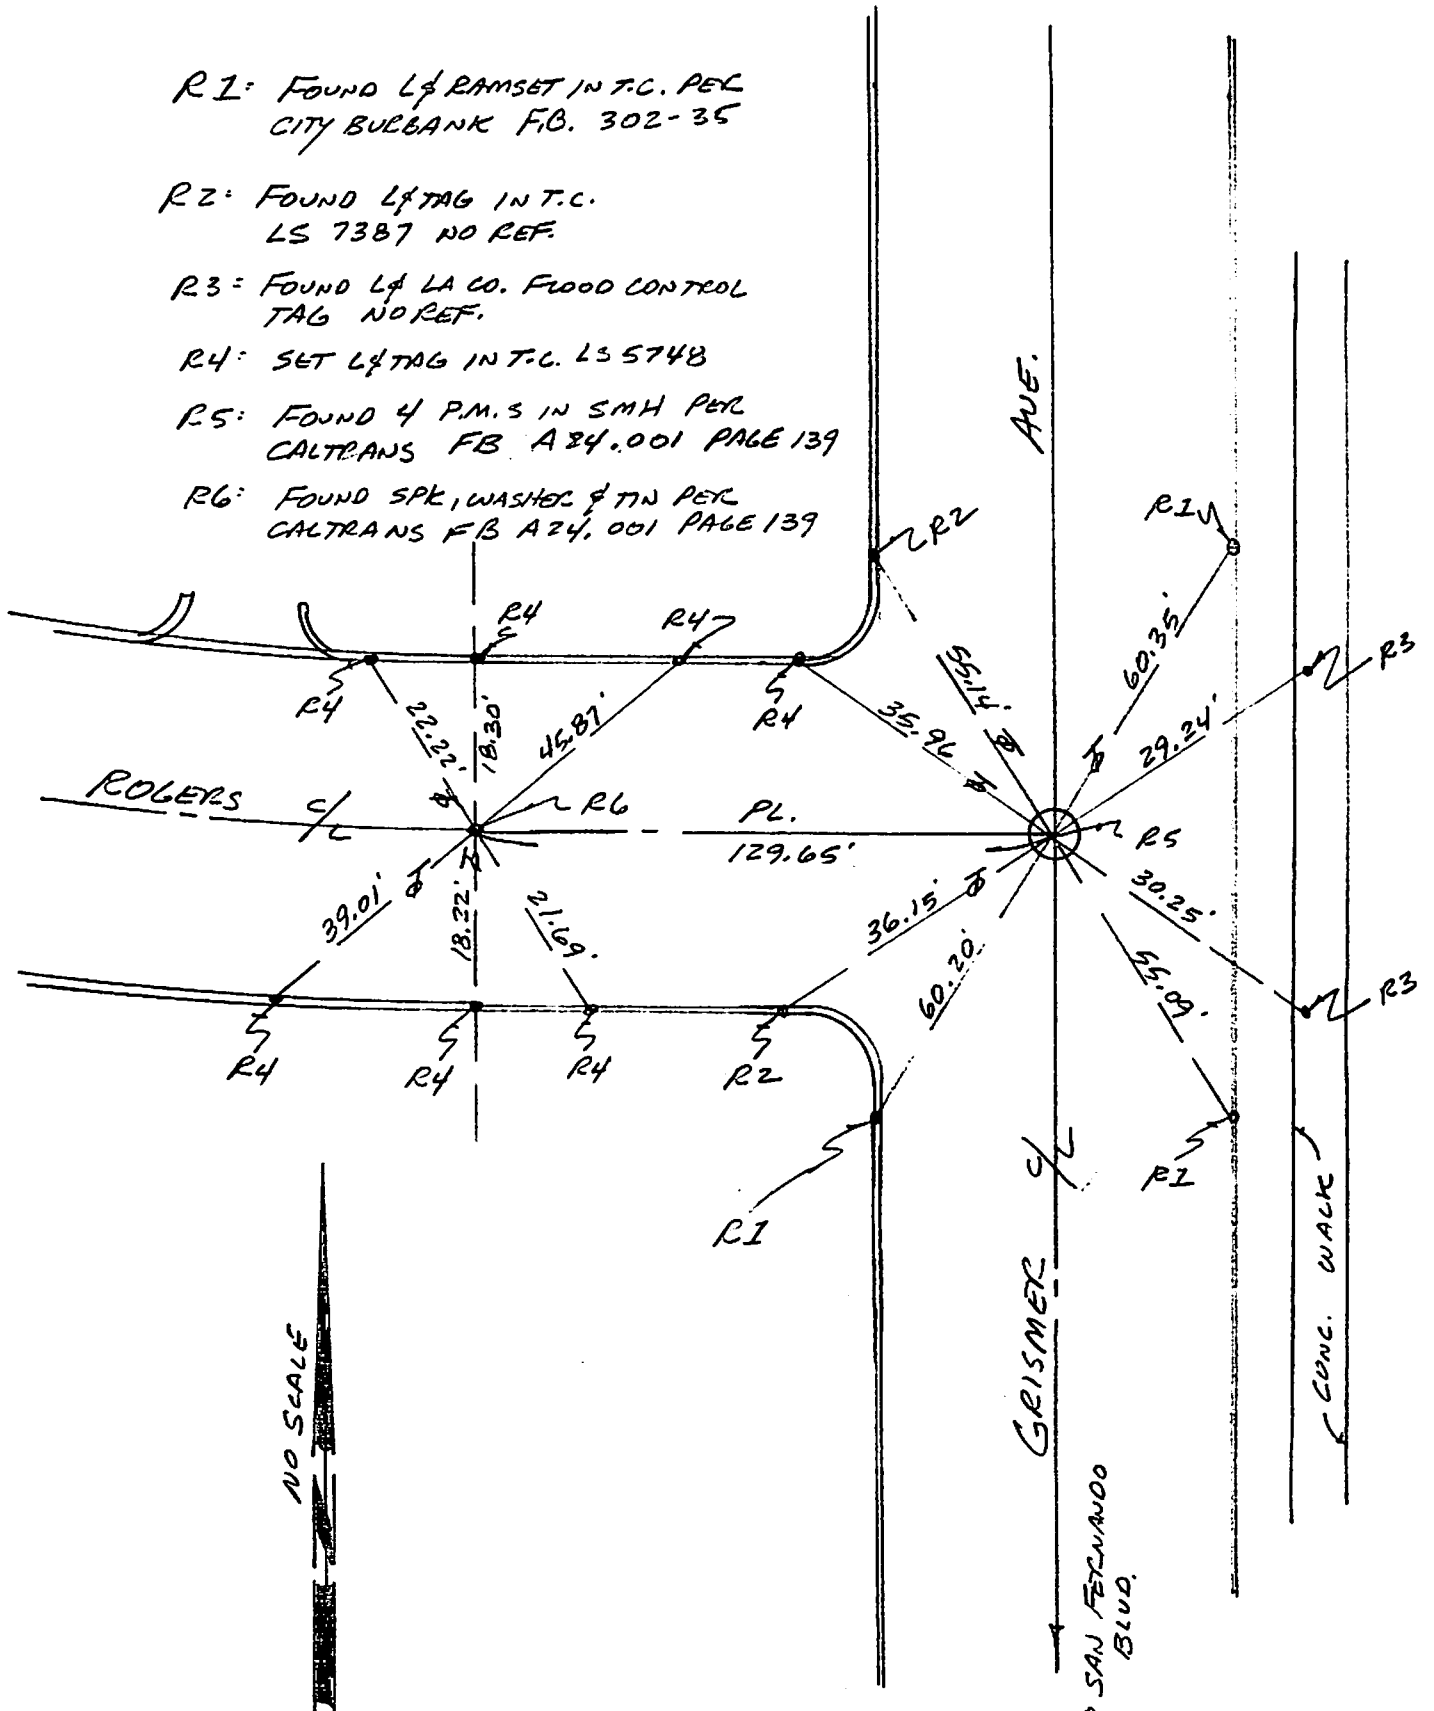 R1: FOUND L& RAMSET IN T.C. PER
CITY BURBANK F.B. 302-35
R2: FOUND L& TAG IN T.C.
LS 7387 NO REF.
R3: FOUND L& LA CO. FLOOD CONTROL
TAG NO REF.
R4: SET L& TAG IN T.C. LS 5748
R5: FOUND 4 P.M.S IN SMH PER
CALTRANS FB A24.001 PAGE 139
R6: FOUND SPK, WASHER & TIN PER
CALTRANS FB A24.001 PAGE 139
AVE.
R2
R1
R4
R4
R3
R4
R4
22.22'
18.30'
45.87'
35.96
55.14'
60.35'
29.24'
ROGERS
C/L
R6
PL.
129.65'
R5
39.01'
18.22'
21.69'
36.15'
60.20'
30.25'
55.09'
R3
R4
R4
R4
R2
R1
R1
C/L
GRISMER
CONC. WALK
NO SCALE
SAN FERNANDO
BLVD.